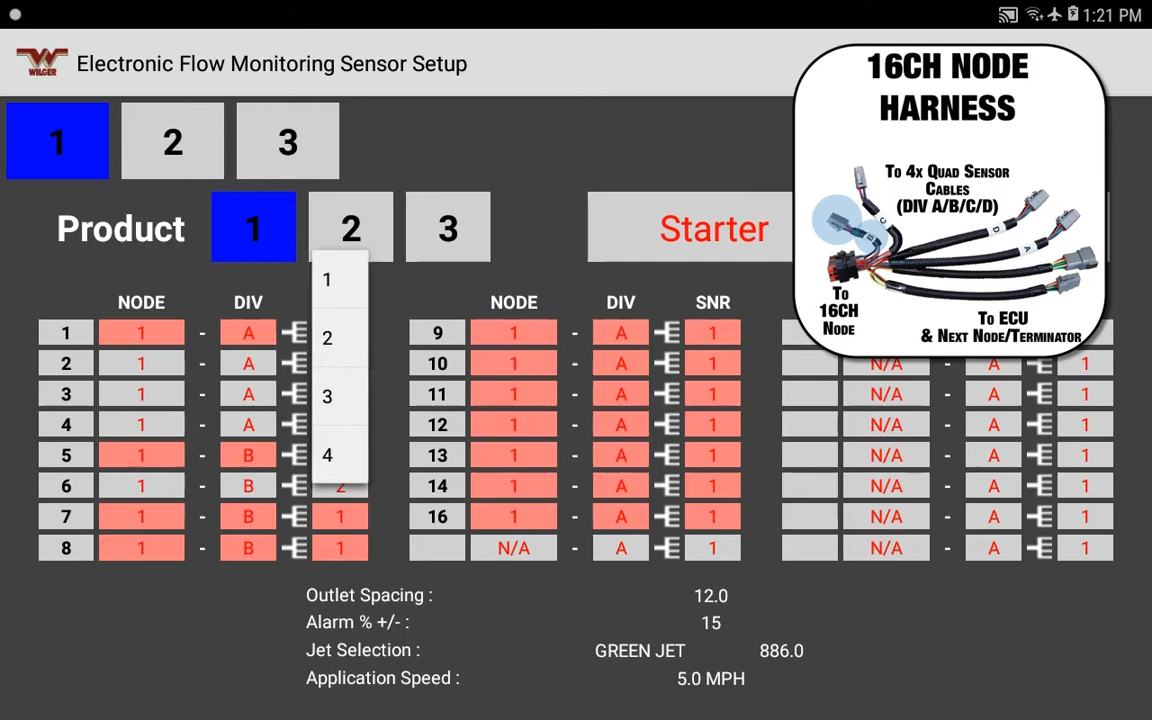 1:21 PM
WILGER
Electronic Flow Monitoring Sensor Setup
1 2 3
Product 1 2 3 Starter
16CH NODE
HARNESS
To 4x Quad Sensor
Cables
(DIV A/B/C/D)
C
B
D
A
To
16CH
Node
To ECU
& Next Node/Terminator
1
2
3
4
NODE DIV NODE DIV SNR
1 1 - A 9 1 - A 1
2 1 - A 10 1 - A 1 N/A - A 1
3 1 - A 11 1 - A 1 N/A - A 1
4 1 - A 12 1 - A 1 N/A - A 1
5 1 - B 13 1 - A 1 N/A - A 1
6 1 - B 2 14 1 - A 1 N/A - A 1
7 1 - B 1 16 1 - A 1 N/A - A 1
8 1 - B 1 N/A - A 1 N/A - A 1
Outlet Spacing : 12.0
Alarm % +/- : 15
Jet Selection : GREEN JET 886.0
Application Speed : 5.0 MPH